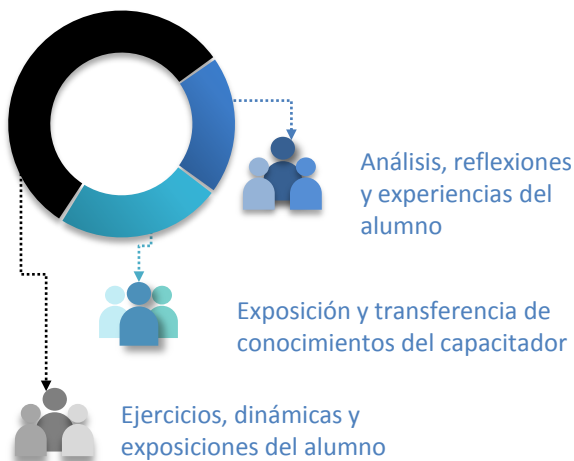 Análisis, reflexiones
y experiencias del
alumno
Exposición y transferencia de
conocimientos del capacitador
Ejercicios, dinámicas y
exposiciones del alumno